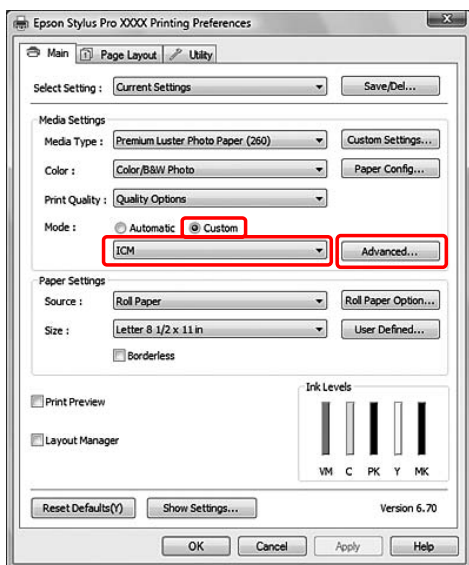 Epson Stylus Pro XXXX Printing Preferences
Main Page Layout Utility
Select Setting : Current Settings Save/Del...
Media Settings
Media Type : Premium Luster Photo Paper (260) Custom Settings...
Color : Color/B&W Photo Paper Config...
Print Quality : Quality Options
Mode : Automatic Custom
ICM Advanced...
Paper Settings
Source : Roll Paper Roll Paper Option...
Size : Letter 8 1/2 x 11 in User Defined...
Borderless
Print Preview
Layout Manager
Ink Levels
VM C PK Y MK
Reset Defaults(Y) Show Settings... Version 6.70
OK Cancel Apply Help